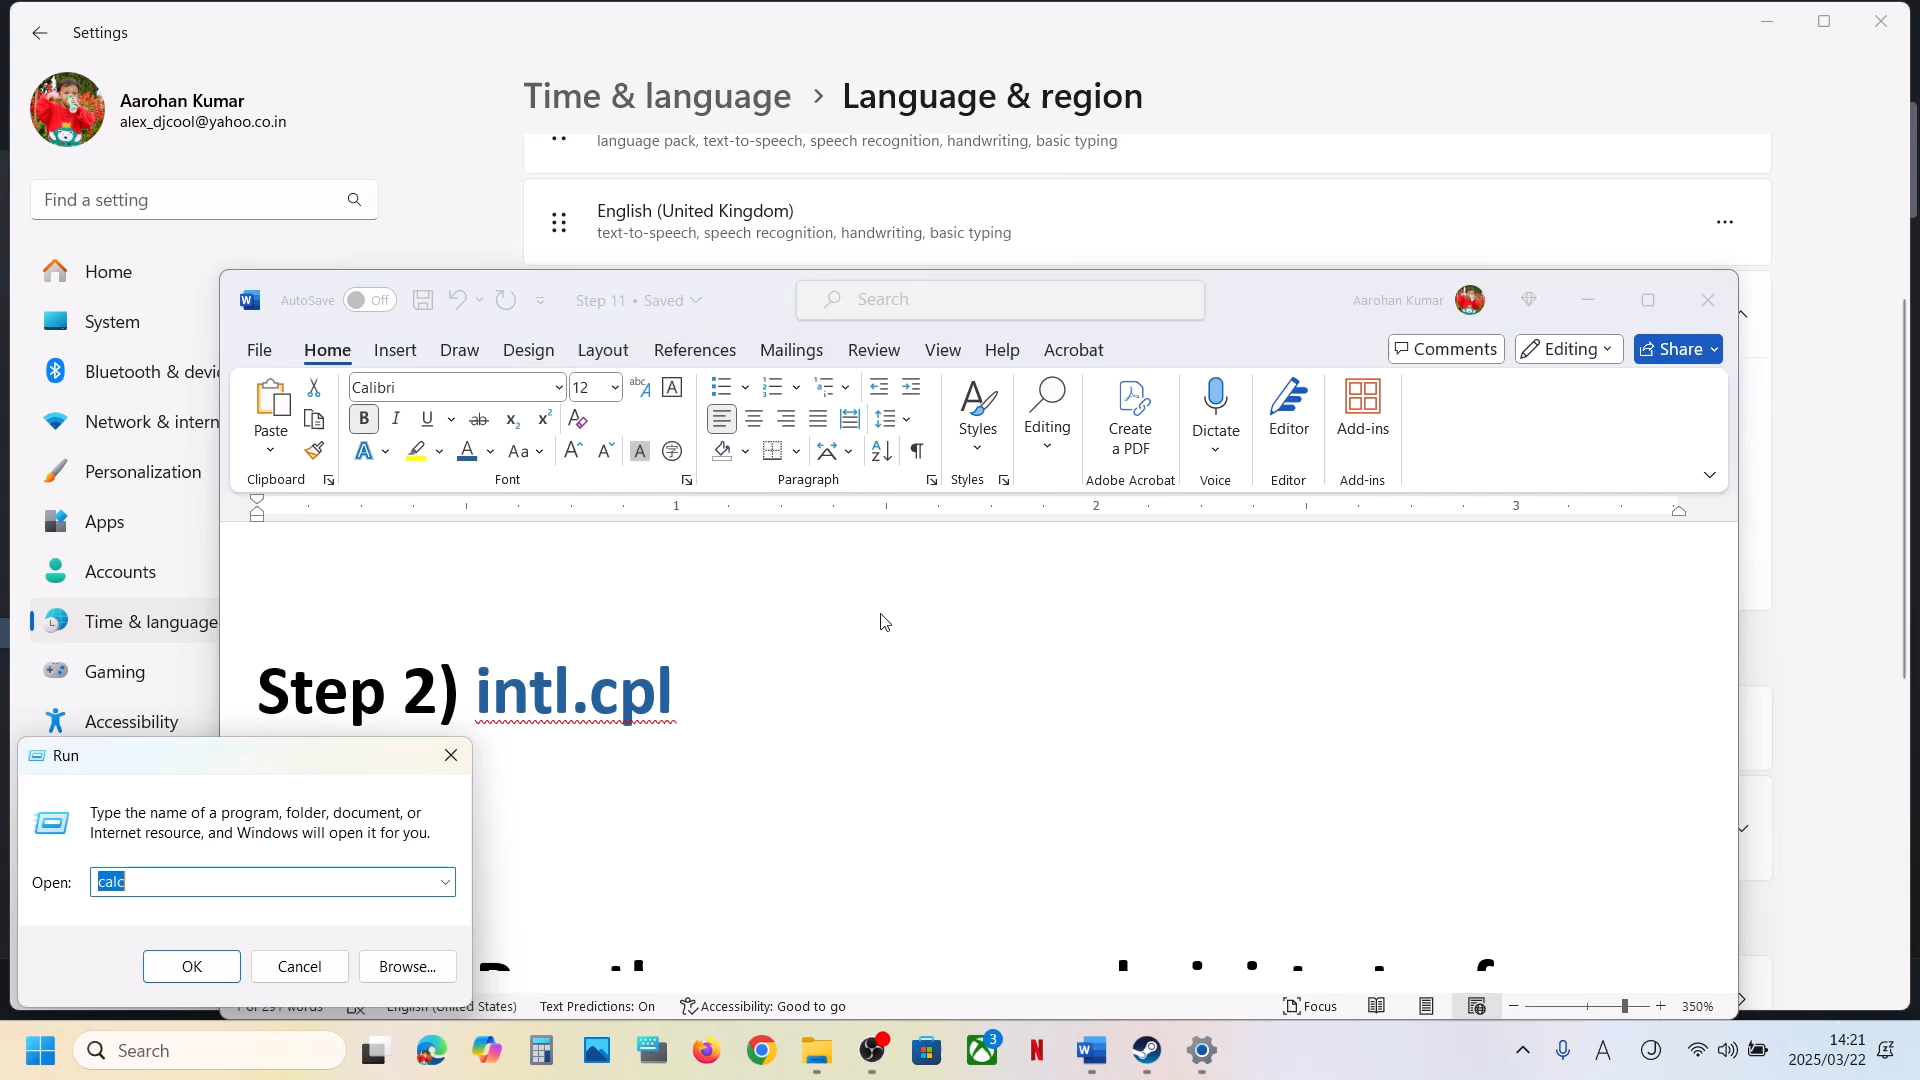 Settings
Aarohan Kumar
alex_djcool@yahoo.co.in
Find a setting
Home
System
Bluetooth & devi
Network & intern
Personalization
Apps
Accounts
Time & language
Gaming
Accessibility
Time & language > Language & region
language pack, text-to-speech, speech recognition, handwriting, basic typing
English (United Kingdom)
text-to-speech, speech recognition, handwriting, basic typing
AutoSave Off Step 11 • Saved Search Aarohan Kumar
File Home Insert Draw Design Layout References Mailings Review View Help Acrobat Comments Editing Share
Paste
Clipboard
Calibri 12
Font
Paragraph
Styles
Styles
Editing
Create
a PDF
Adobe Acrobat
Dictate
Voice
Editor
Editor
Add-ins
Add-ins
1 2 3
Step 2) intl.cpl
Run
Type the name of a program, folder, document, or
Internet resource, and Windows will open it for you.
Open: calc
OK Cancel Browse...
English (United States) Text Predictions: On Accessibility: Good to go Focus 350%
Search
3
14:21
2025/03/22